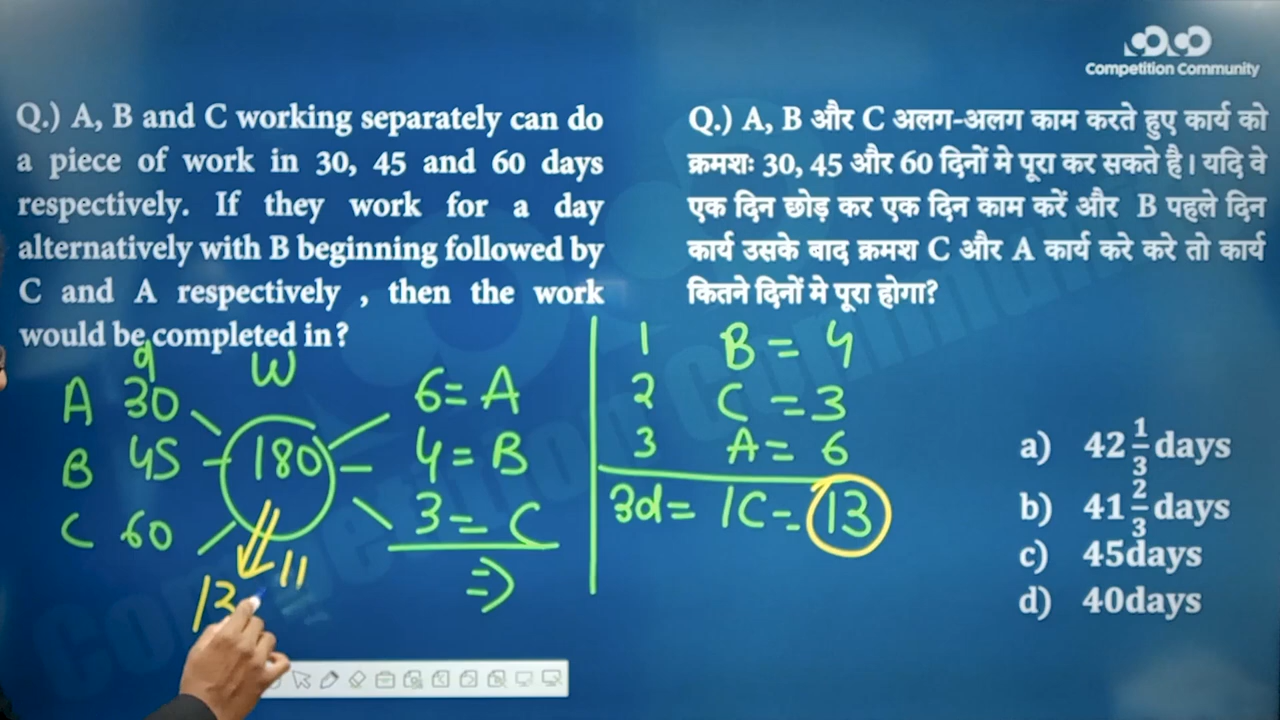 Competition Community
Q.) A, B and C working separately can do
a piece of work in 30, 45 and 60 days
respectively. If they work for a day
alternatively with B beginning followed by
C and A respectively , then the work
would be completed in?
Q.) A, B और C अलग-अलग काम करते हुए कार्य को
क्रमशः 30, 45 और 60 दिनों मे पूरा कर सकते है। यदि वे
एक दिन छोड़ कर एक दिन काम करें और B पहले दिन
कार्य उसके बाद क्रमश C और A कार्य करे करे तो कार्य
कितने दिनों मे पूरा होगा?
d W
A 30
B 45
C 60
180
6 = A
4 = B
3 = C
⇒
13
1 B = 4
2 C = 3
3 A = 6
3d = 1C = 13
a) 42 1/3 days
b) 41 2/3 days
c) 45days
d) 40days